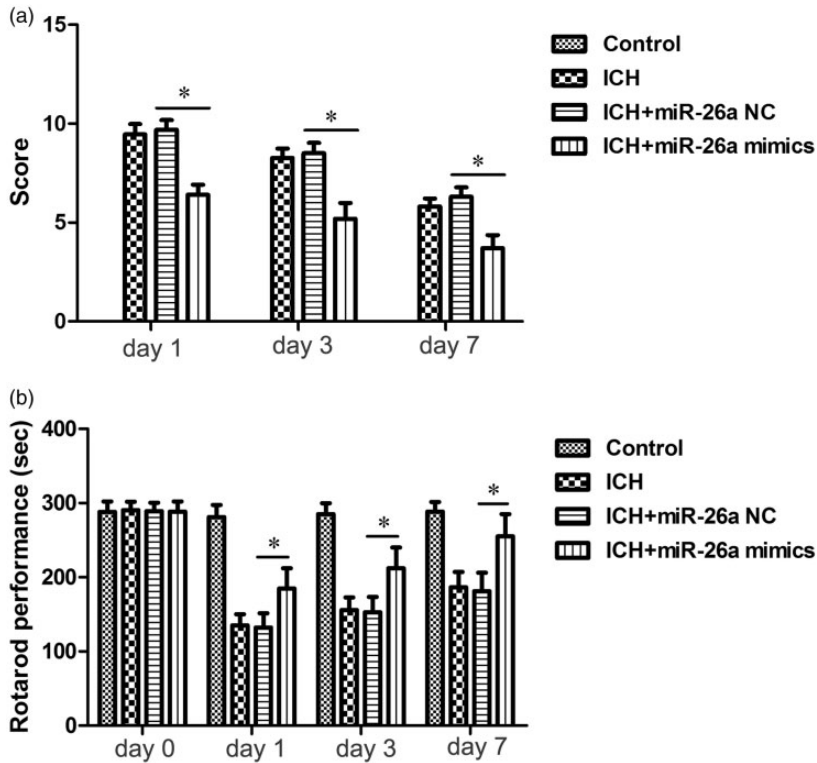 (a)
15
10
5
0
Score
*
*
*
day 1
day 3
day 7
Control
ICH
ICH+miR-26a NC
ICH+miR-26a mimics
(b)
400
300
200
100
0
Rotarod performance (sec)
*
*
*
day 0
day 1
day 3
day 7
Control
ICH
ICH+miR-26a NC
ICH+miR-26a mimics